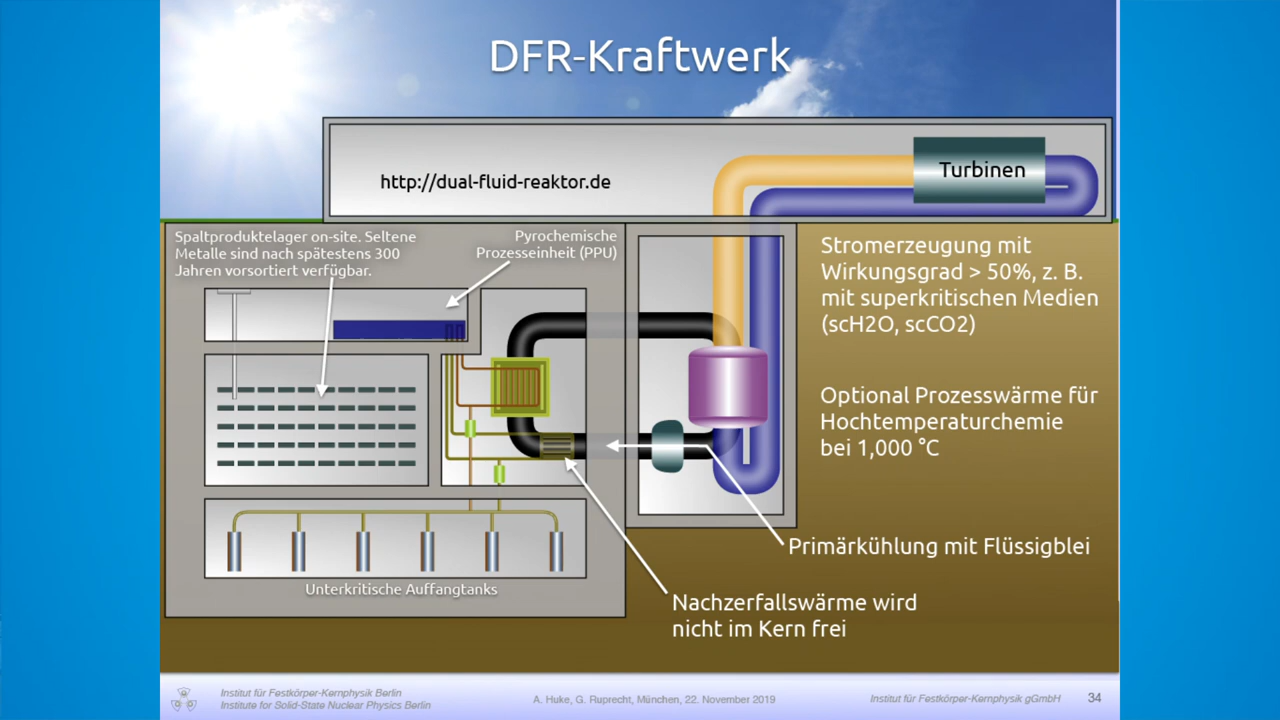 DFR-Kraftwerk
http://dual-fluid-reaktor.de
Turbinen
Spaltproduktelager on-site. Seltene
Metalle sind nach spätestens 300
Jahren vorsortiert verfügbar.
Pyrochemische
Prozesseinheit (PPU)
Stromerzeugung mit
Wirkungsgrad > 50%, z. B.
mit superkritischen Medien
(scH2O, scCO2)
Optional Prozesswärme für
Hochtemperaturchemie
bei 1,000 °C
Primärkühlung mit Flüssigblei
Unterkritische Auffangtanks
Nachzerfallswärme wird
nicht im Kern frei
Institut für Festkörper-Kernphysik Berlin
Institute for Solid-State Nuclear Physics Berlin
A. Huke, G. Ruprecht, München, 22. November 2019
Institut für Festkörper-Kernphysik gGmbH
34